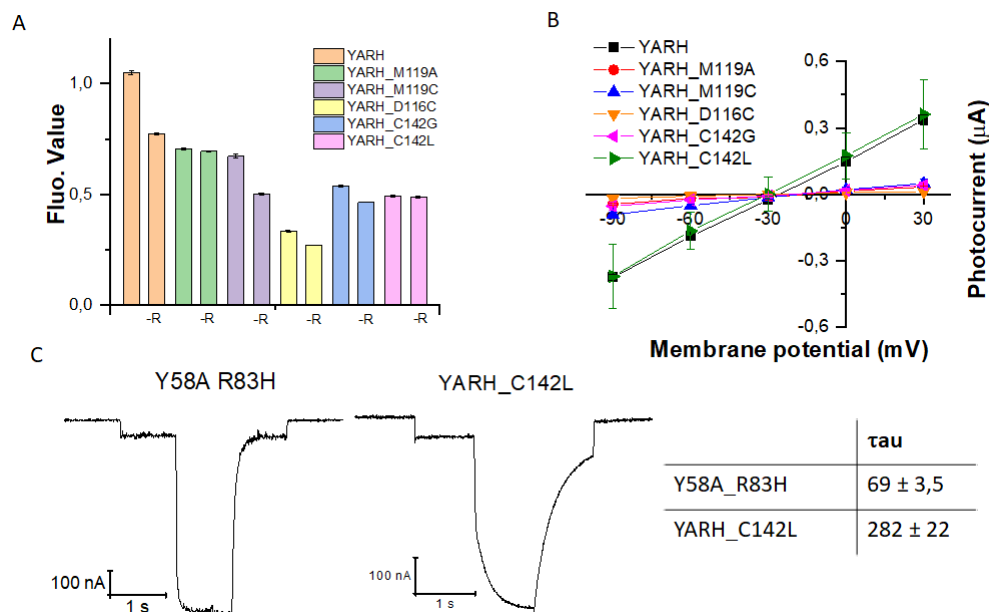 A
Fluo. Value
1,0
0,5
0,0
YARH
YARH_M119A
YARH_M119C
YARH_D116C
YARH_C142G
YARH_C142L
-R
-R
-R
-R
-R
-R
B
YARH
YARH_M119A
YARH_M119C
YARH_D116C
YARH_C142G
YARH_C142L
0,6
0,3
0,0
-0,3
-0,6
-90
-60
-30
0
30
Photocurrent (µA)
Membrane potential (mV)
C
Y58A R83H
100 nA
1 s
YARH_C142L
100 nA
1 s
τau
Y58A_R83H 69 ± 3,5
YARH_C142L 282 ± 22